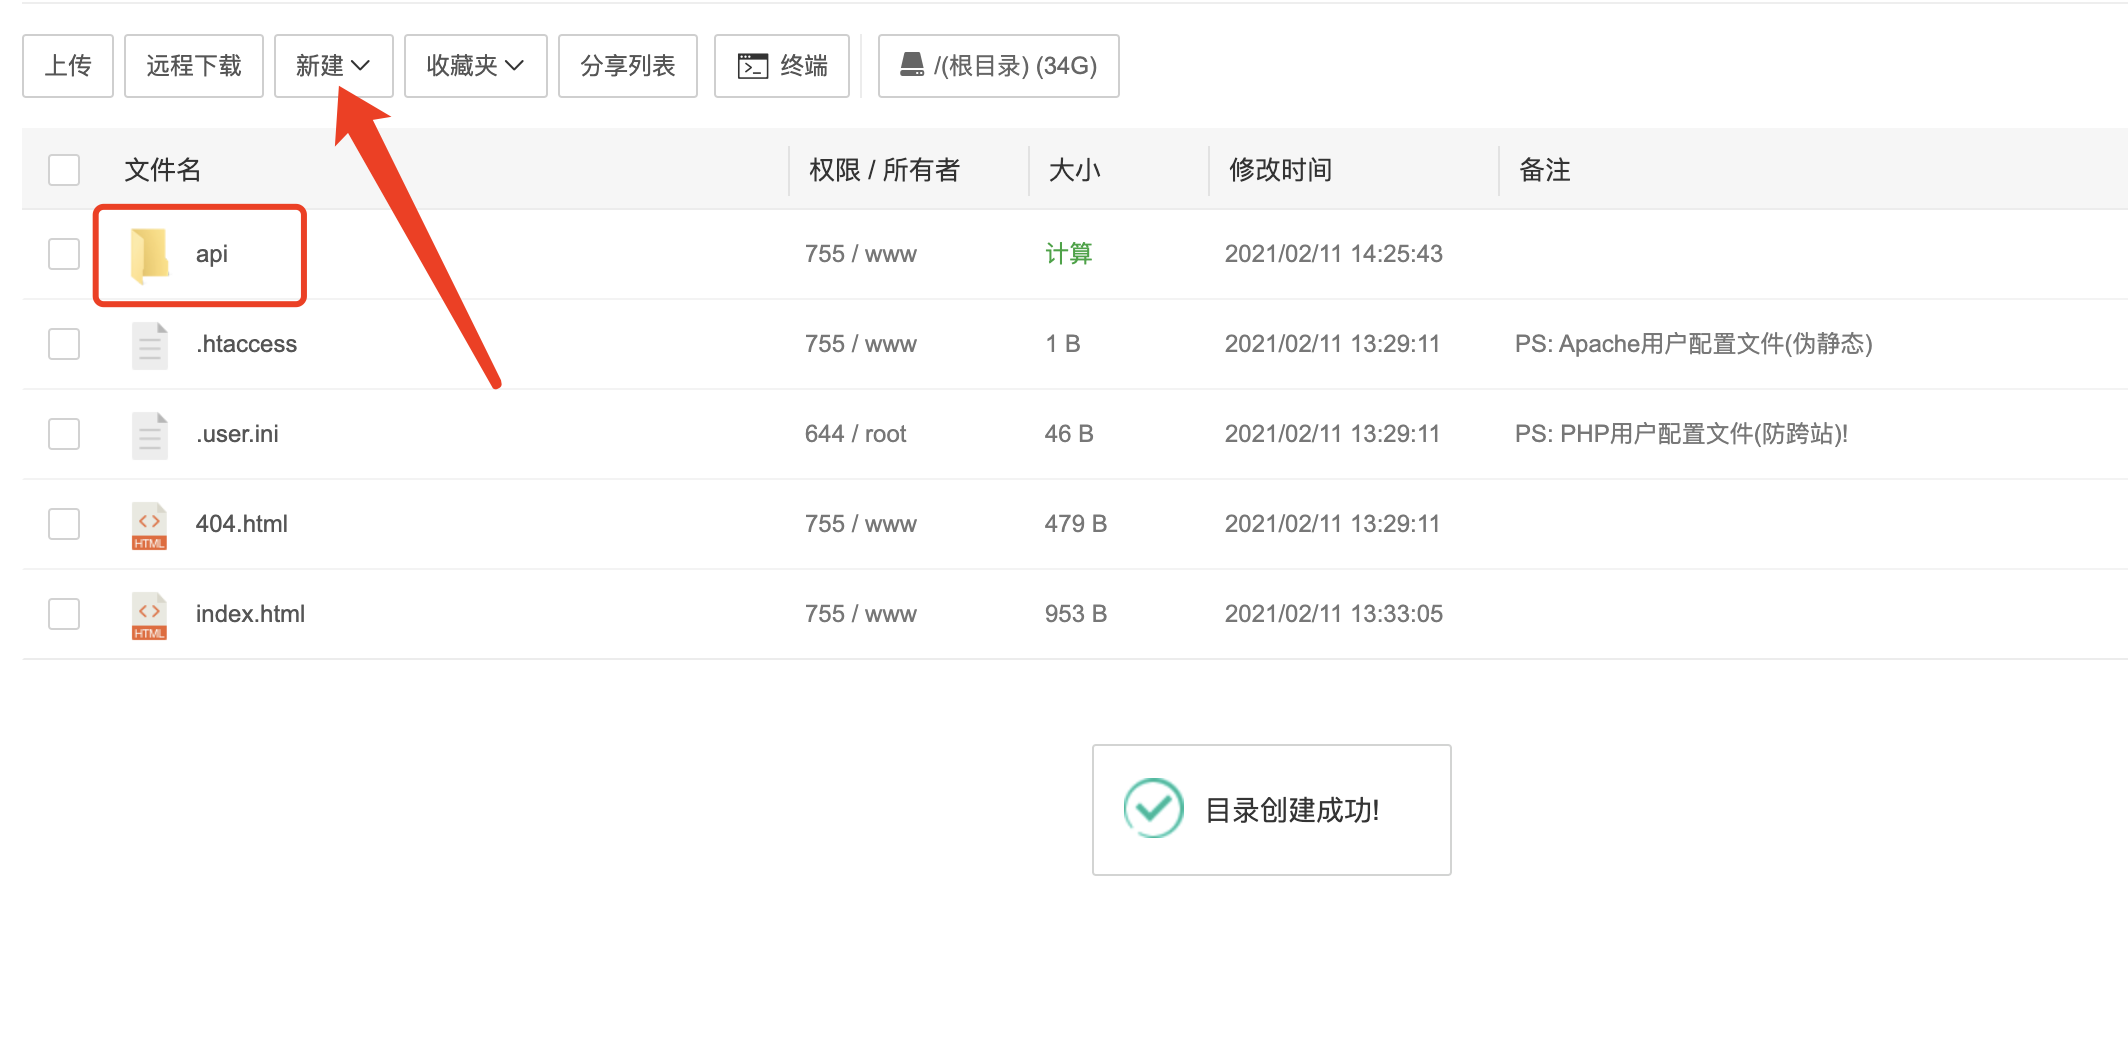 上传 远程下载 新建 收藏夹 分享列表 终端 /(根目录) (34G)
文件名 权限 / 所有者 大小 修改时间 备注
api 755 / www 计算 2021/02/11 14:25:43
.htaccess 755 / www 1 B 2021/02/11 13:29:11 PS: Apache用户配置文件(伪静态)
.user.ini 644 / root 46 B 2021/02/11 13:29:11 PS: PHP用户配置文件(防跨站)!
HTML 404.html 755 / www 479 B 2021/02/11 13:29:11
HTML index.html 755 / www 953 B 2021/02/11 13:33:05
目录创建成功!